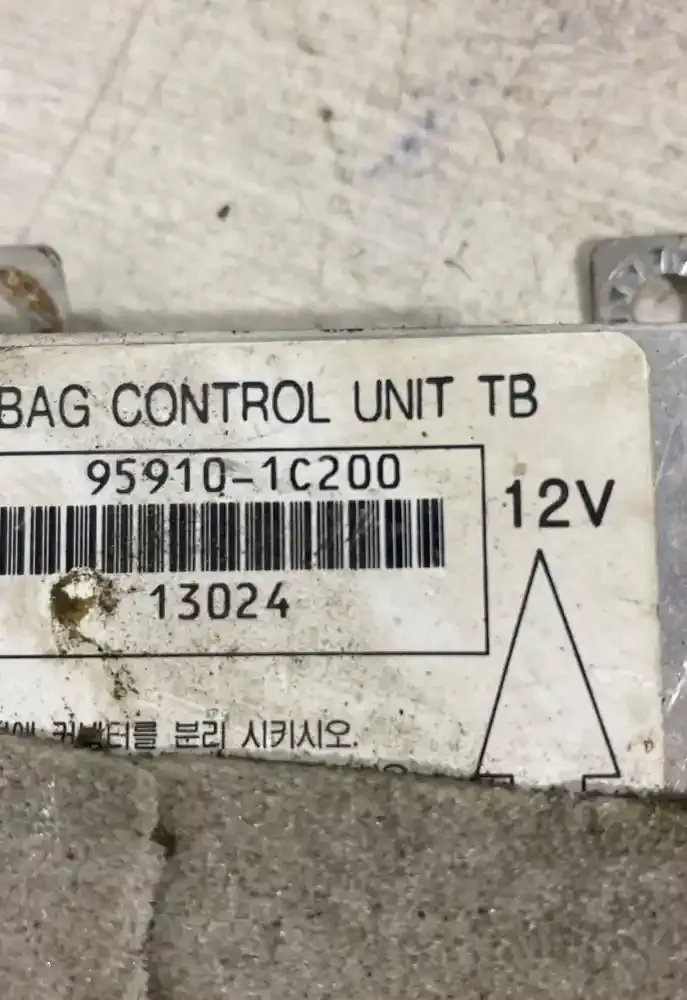 BAG CONTROL UNIT TB
95910-1C200
12V
13024
커넥터를 분리 시키시오.